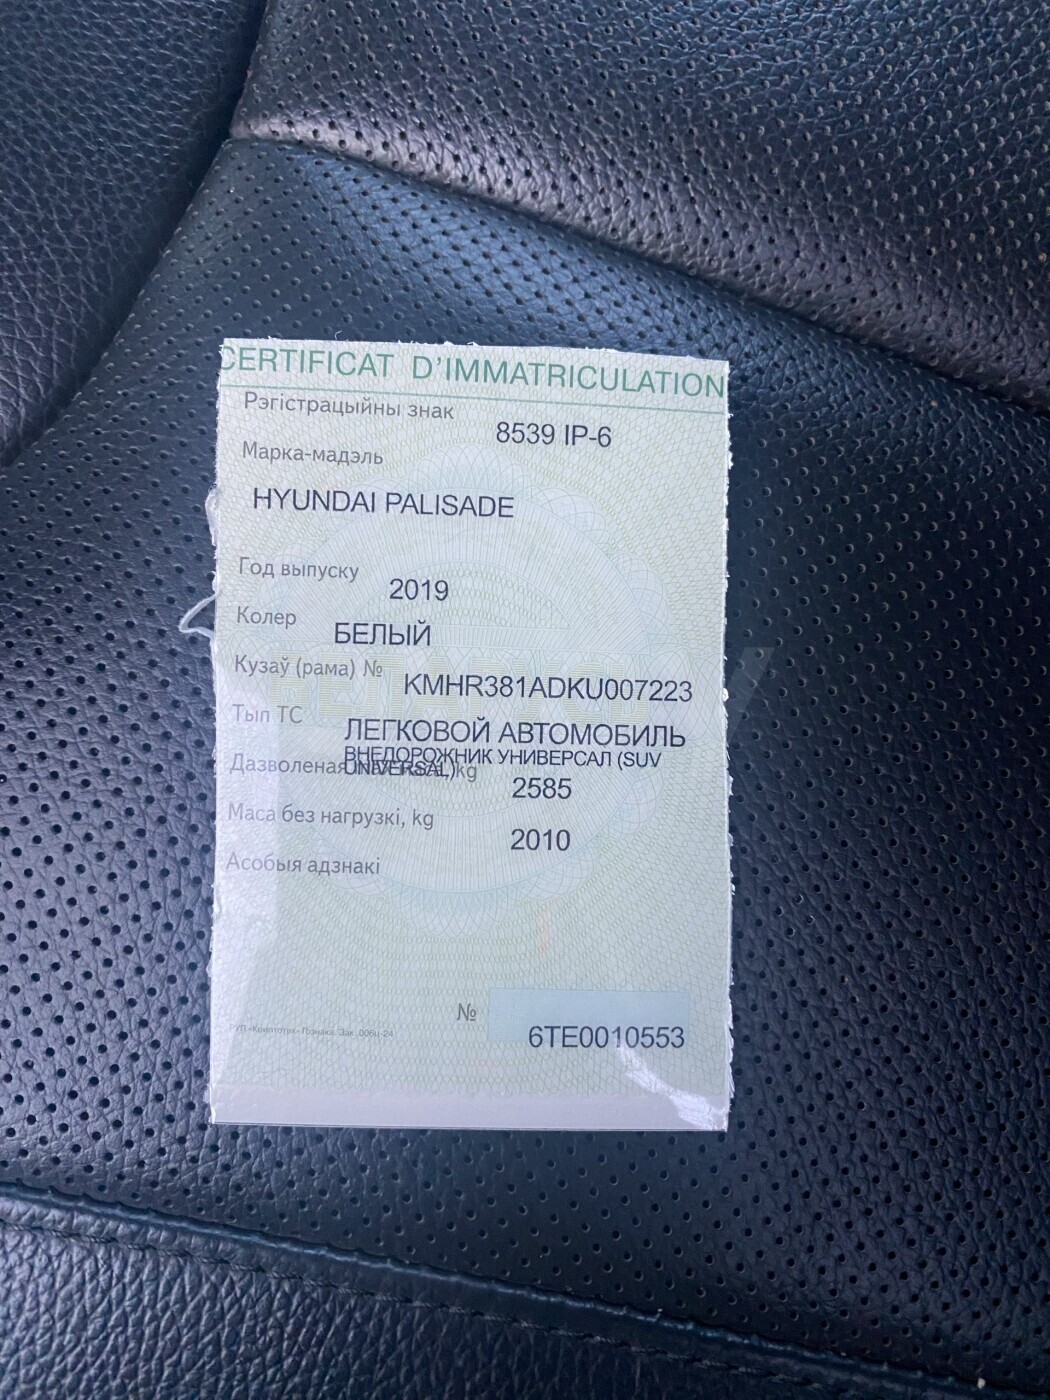 CERTIFICAT D'IMMATRICULATION
Рэгістрацыйны знак
8539 IP-6
Марка-мадэль
HYUNDAI PALISADE
Год выпуску
2019
Колер
БЕЛЫЙ
Кузаў (рама) №
KMHR381ADKU007223
Тып ТС
ЛЕГКОВОЙ АВТОМОБИЛЬ
ВНЕДОРОЖНИК УНИВЕРСАЛ (SUV
UNIVERSAL)
Дазволеная kg
2585
Маса без нагрузкі, kg
2010
Асобыя адзнакі
№
6TE0010553